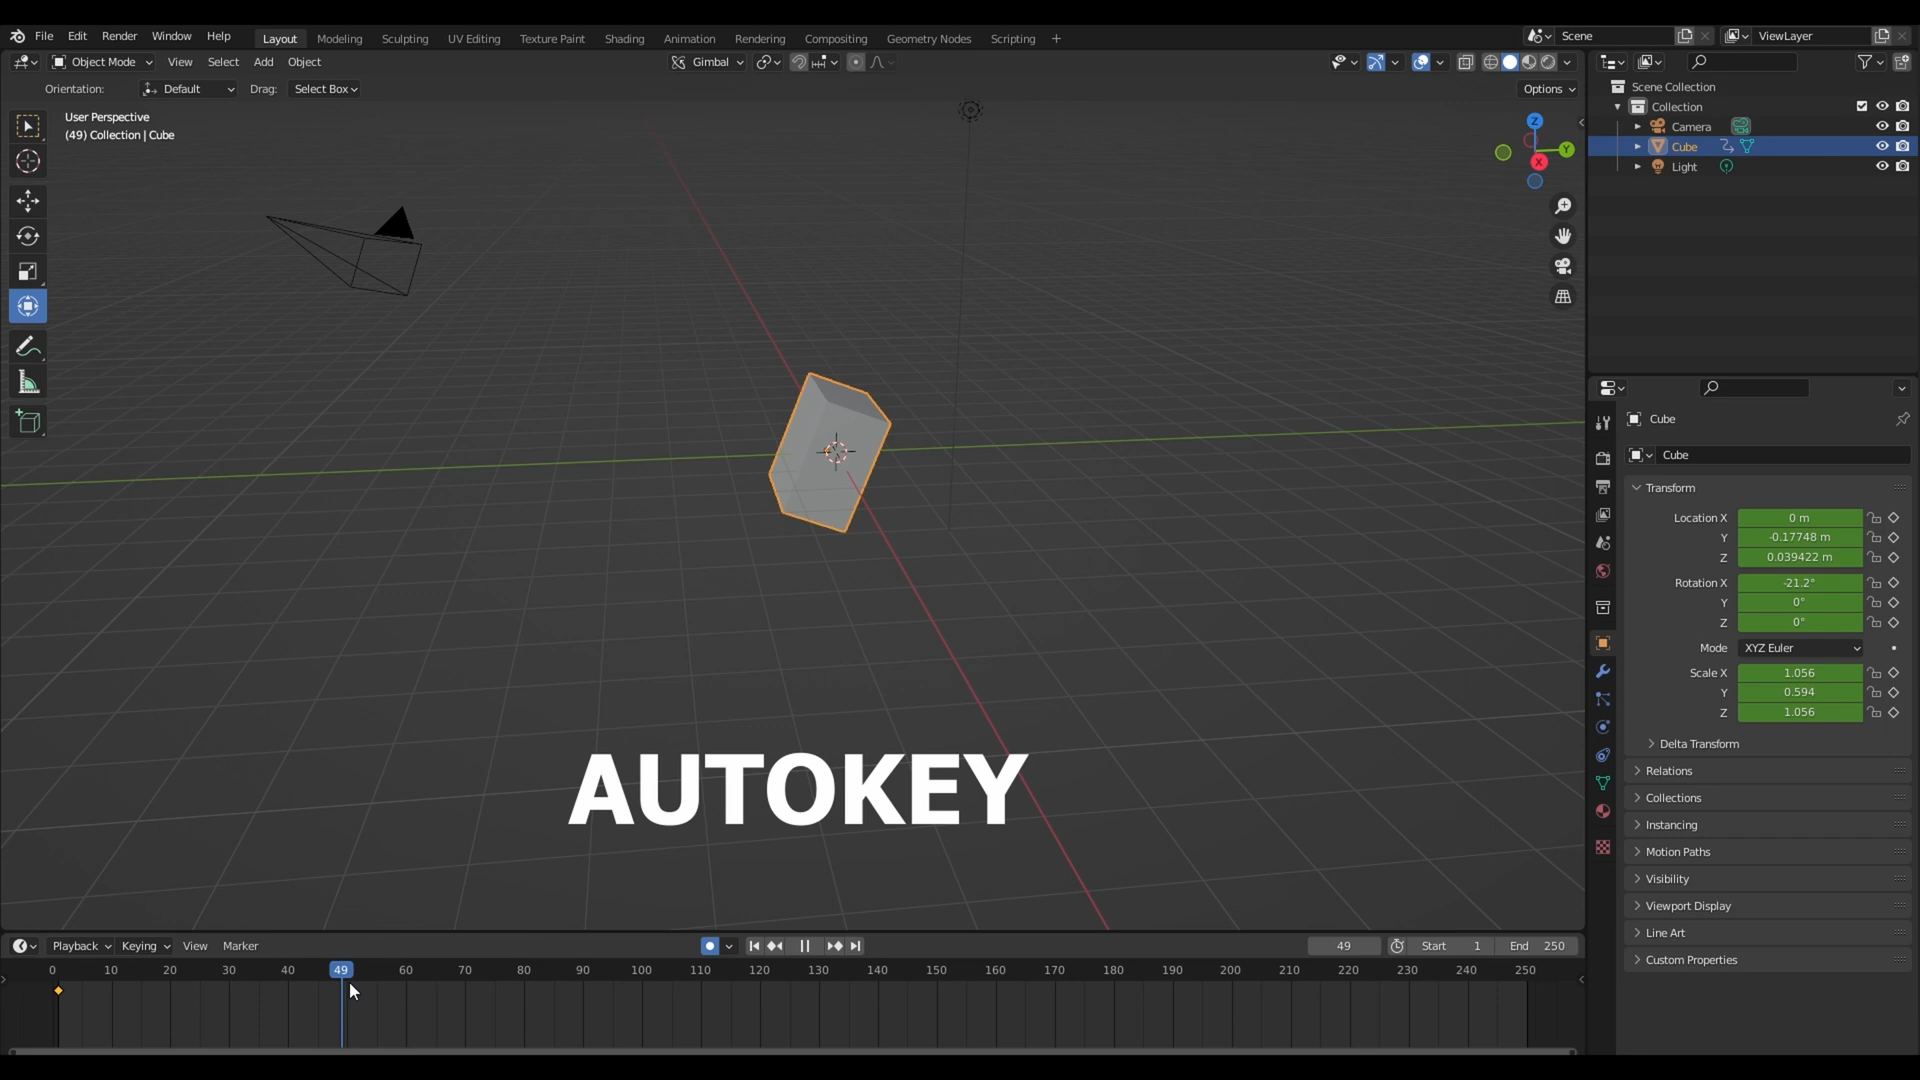 File Edit Render Window Help Layout Modeling Sculpting UV Editing Texture Paint Shading Animation Rendering Compositing Geometry Nodes Scripting + Scene ViewLayer
Object Mode View Select Add Object Gimbal
Orientation: Default Drag: Select Box Options
User Perspective
(49) Collection | Cube
Z
Y
X
Scene Collection
Collection
Camera
Cube
Light
Cube
Cube
Transform
Location X 0 m
Y -0.17748 m
Z 0.039422 m
Rotation X -21.2°
Y 0°
Z 0°
Mode XYZ Euler
Scale X 1.056
Y 0.594
Z 1.056
Delta Transform
Relations
Collections
Instancing
Motion Paths
Visibility
Viewport Display
Line Art
Custom Properties
AUTOKEY
Playback Keying View Marker 49 Start 1 End 250
0 10 20 30 40 49 60 70 80 90 100 110 120 130 140 150 160 170 180 190 200 210 220 230 240 250